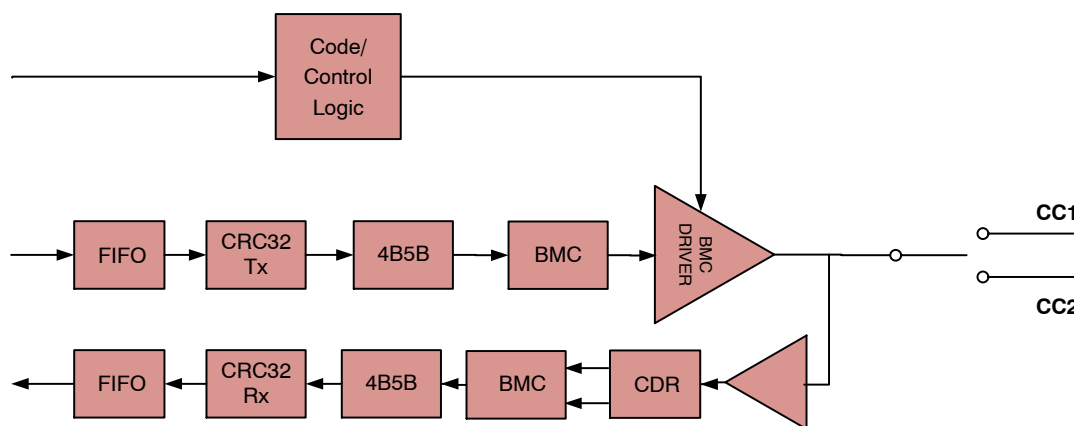 Code/
Control
Logic
FIFO
CRC32
Tx
4B5B
BMC
BMC
DRIVER
CC1
CC2
FIFO
CRC32
Rx
4B5B
BMC
CDR